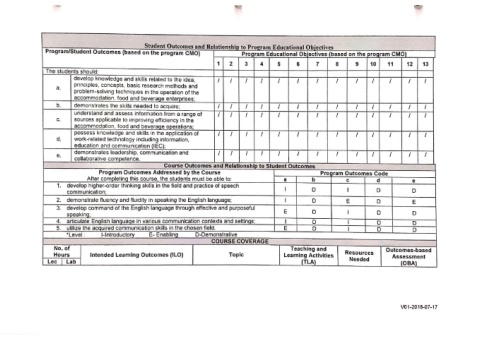 Student Outcomes and Relationship to Program Educational Objectives
Program/Student Outcomes (based on the program CMO) Program Educational Objectives (based on the program CMO)
1 2 3 4 5 6 7 8 9 10 11 12 13
The students should:
a. develop knowledge and skills related to the idea, / / / / / / / / / / / / /
principles, concepts, basic research methods and
problem-solving techniques in the operation of the
accommodation, food and beverage enterprises;
b. demonstrates the skills needed to acquire; / / / / / / / / / / / / /
c. understand and assess information from a range of / / / / / / / / / / / / /
sources applicable to improving efficiency in the
accommodation, food and beverage operations;
d. possess knowledge and skills in the application of / / / / / / / / / / / / /
work-related technology including information,
education and communication (IEC);
e. demonstrates leadership, communication and / / / / / / / / / / / / /
collaborative competence.
Course Outcomes and Relationship to Student Outcomes
Program Outcomes Addressed by the Course Program Outcomes Code
After completing this course, the students must be able to: a b c d e
1. develop higher-order thinking skills in the field and practice of speech I D I D D
communication;
2. demonstrate fluency and fluidity in speaking the English language; I D E D E
3. develop command of the English language through effective and purposeful E D I D D
speaking;
4. articulate English language in various communication contexts and settings; I D D D D
5. utilize the acquired communication skills in the chosen field. E D I D D
*Level I-Introductory E- Enabling D-Demonstrative
COURSE COVERAGE
No. of Hours Intended Learning Outcomes (ILO) Topic Teaching and Learning Activities (TLA) Resources Needed Outcomes-based Assessment (OBA)
Lec Lab
V01-2018-07-17